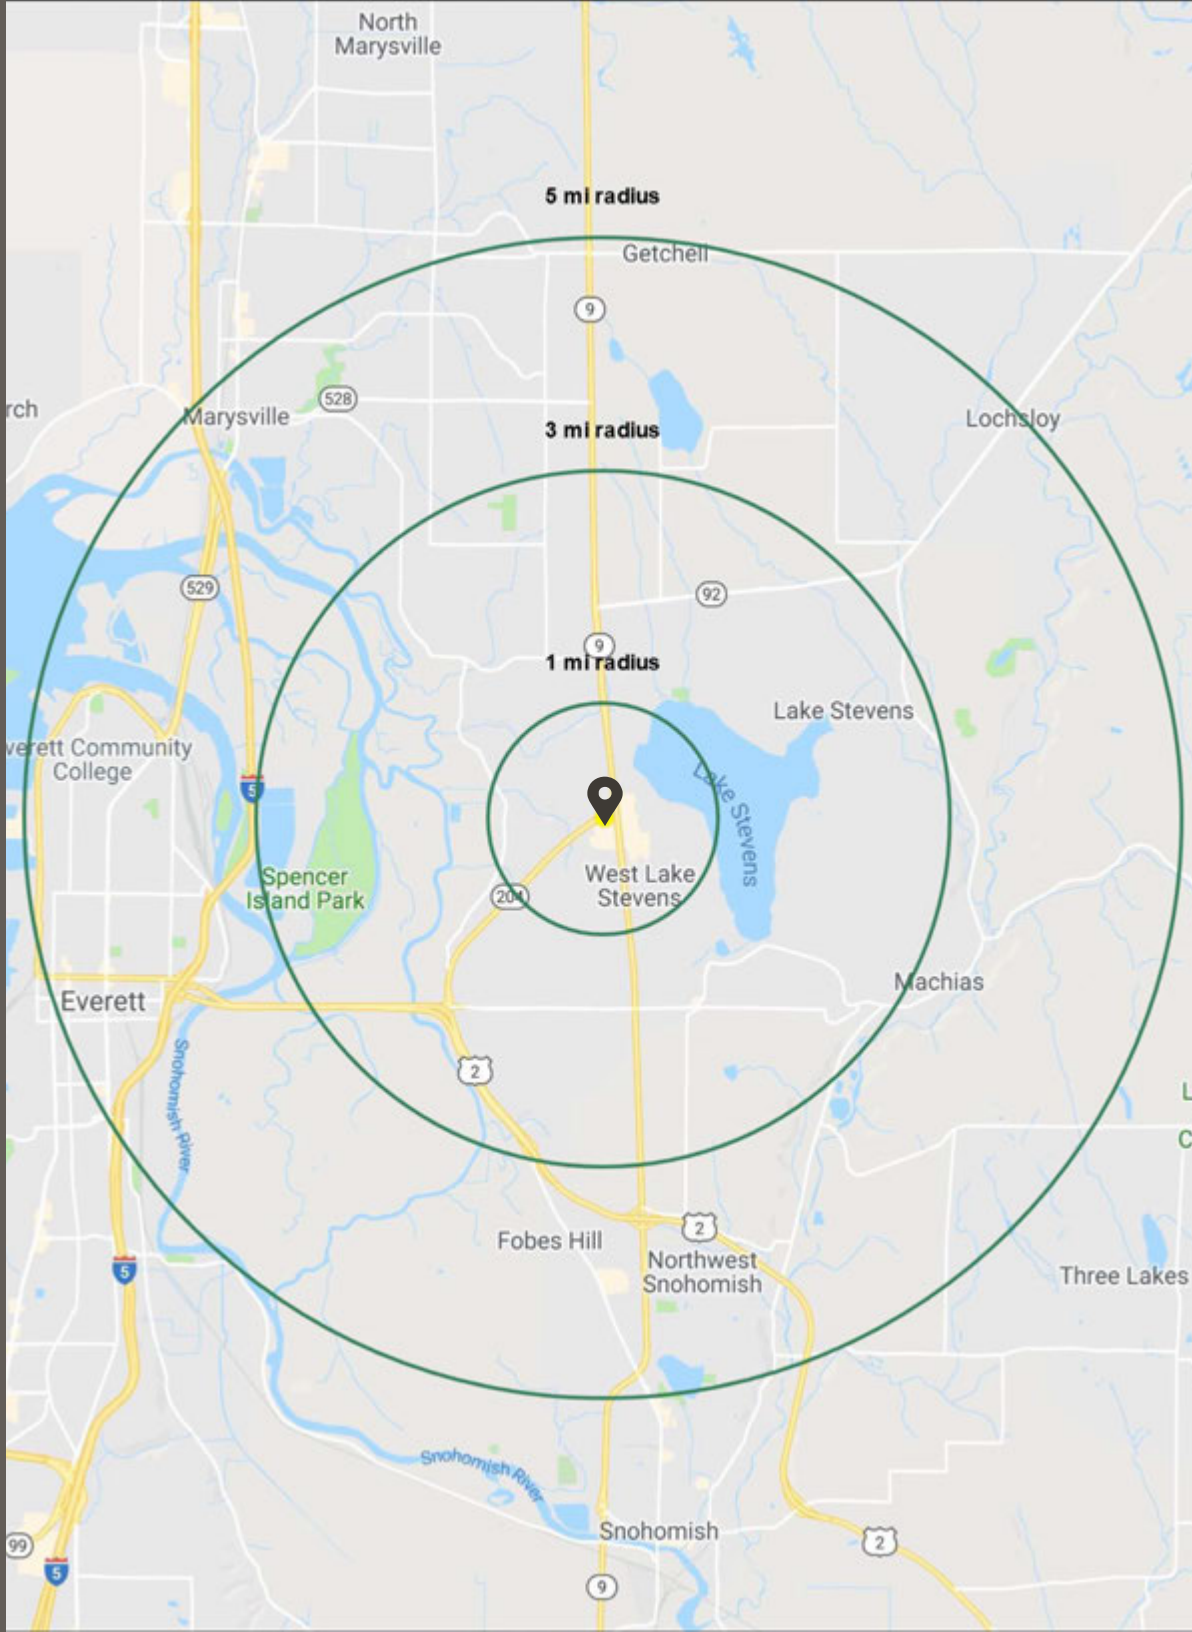 North
Marysville
5 mi radius
Getchell
9
528
rch
Marysville
Lochsloy
3 mi radius
529
92
9
1 mi radius
Lake Stevens
verett Community
College
Lake Stevens
5
West Lake
Stevens
Spencer
Island Park
204
Machias
Everett
Snohomish River
2
L
C
Fobes Hill
2
Northwest
Snohomish
5
Three Lakes
Snohomish River
Snohomish
99
2
5
9